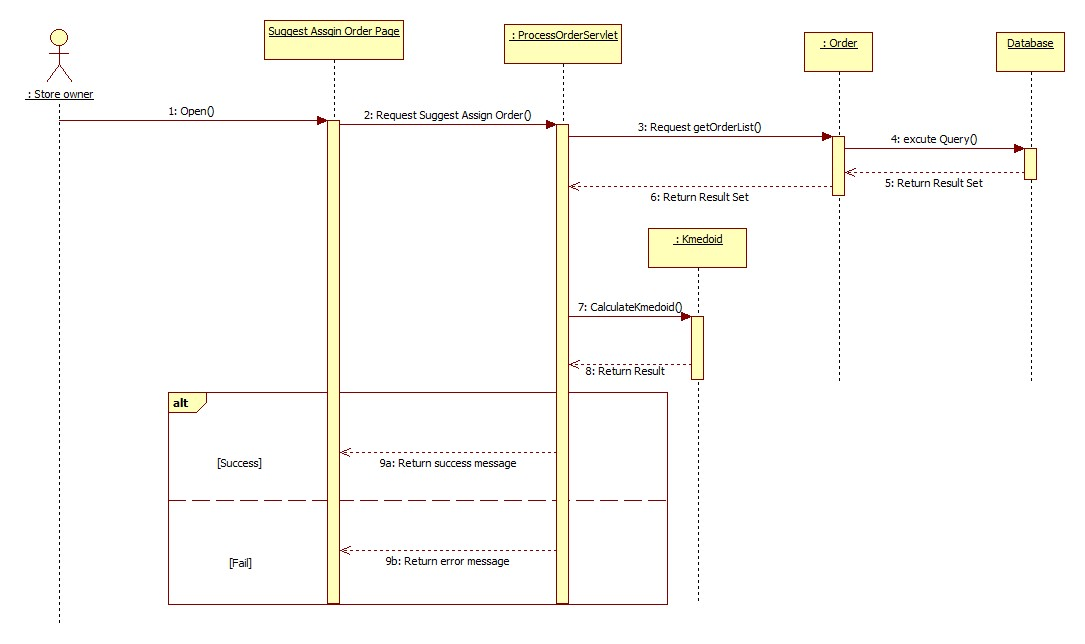 Suggest Assgin Order Page
: ProcessOrderServlet
: Order
Database
: Store owner
1: Open()
2: Request Suggest Assign Order()
3: Request getOrderList()
4: excute Query()
5: Return Result Set
6: Return Result Set
: Kmedoid
7: CalculateKmedoid()
8: Return Result
alt
[Success]
9a: Return success message
[Fail]
9b: Return error message